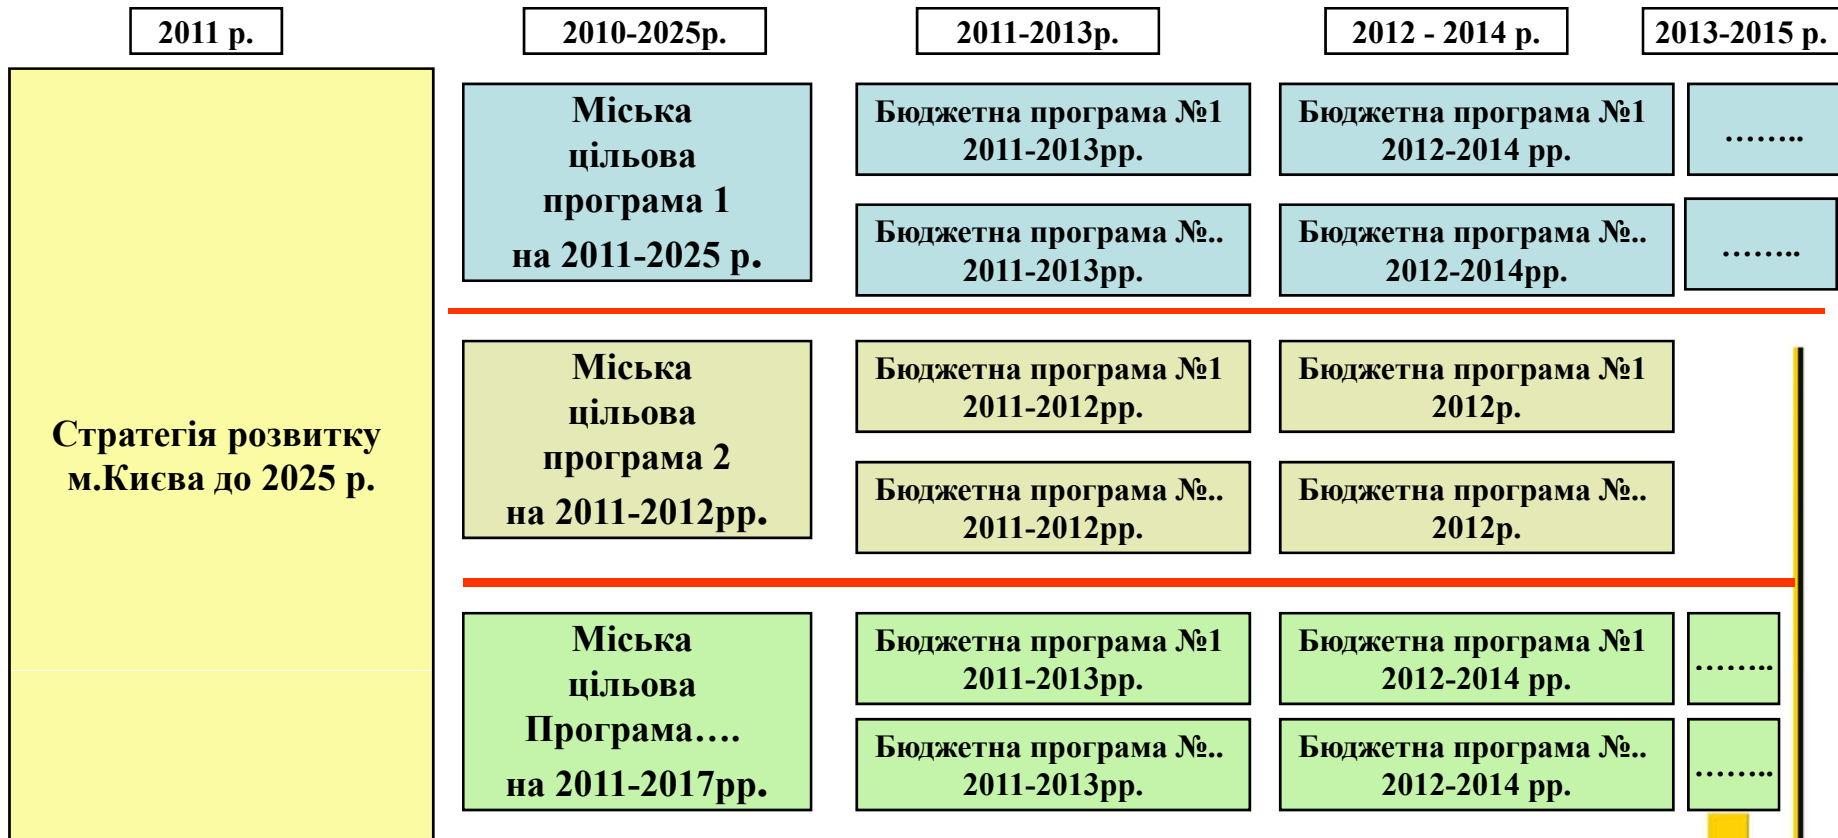 2011 р.
2010-2025р.
2011-2013р.
2012 - 2014 р.
2013-2015 р.
Стратегія розвитку
м.Києва до 2025 р.
Міська
цільова
програма 1
на 2011-2025 р.
Бюджетна програма №1
2011-2013рр.
Бюджетна програма №1
2012-2014 рр.
……..
Бюджетна програма №..
2011-2013рр.
Бюджетна програма №..
2012-2014рр.
……..
Міська
цільова
програма 2
на 2011-2012рр.
Бюджетна програма №1
2011-2012рр.
Бюджетна програма №1
2012р.
Бюджетна програма №..
2011-2012рр.
Бюджетна програма №..
2012р.
Міська
цільова
Програма….
на 2011-2017рр.
Бюджетна програма №1
2011-2013рр.
Бюджетна програма №1
2012-2014 рр.
……..
Бюджетна програма №..
2011-2013рр.
Бюджетна програма №..
2012-2014 рр.
……..